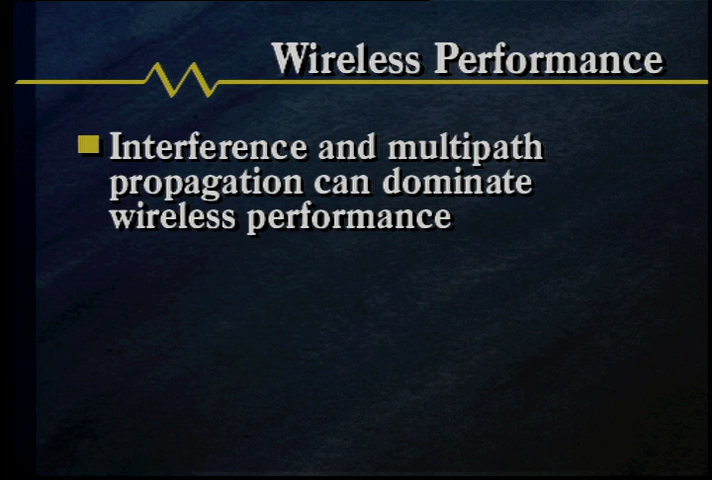 Wireless Performance
Interference and multipath
propagation can dominate
wireless performance